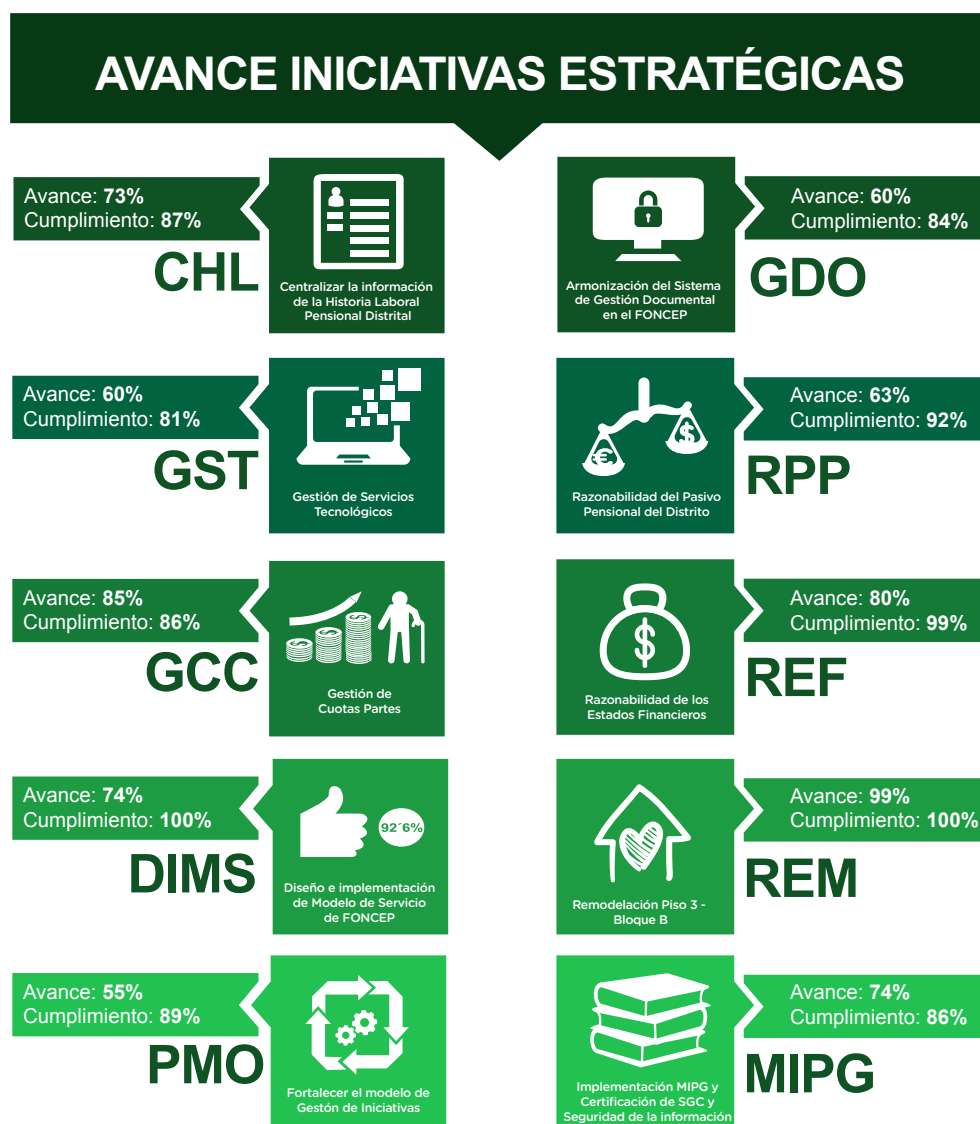 AVANCE INICIATIVAS ESTRATÉGICAS
Avance: 73%
Cumplimiento: 87%
CHL
Centralizar la información
de la Historia Laboral
Pensional Distrital
Avance: 60%
Cumplimiento: 84%
GDO
Armonización del Sistema
de Gestión Documental
en el FONCEP
Avance: 60%
Cumplimiento: 81%
GST
Gestión de Servicios
Tecnológicos
Avance: 63%
Cumplimiento: 92%
RPP
€
$
Razonabilidad del Pasivo
Pensional del Distrito
Avance: 85%
Cumplimiento: 86%
GCC
Gestión de
Cuotas Partes
Avance: 80%
Cumplimiento: 99%
REF
$
Razonabilidad de los
Estados Financieros
Avance: 74%
Cumplimiento: 100%
DIMS
92´6%
Diseño e implementación
de Modelo de Servicio
de FONCEP
Avance: 99%
Cumplimiento: 100%
REM
Remodelación Piso 3 -
Bloque B
Avance: 55%
Cumplimiento: 89%
PMO
Fortalecer el modelo de
Gestón de Iniciativas
Avance: 74%
Cumplimiento: 86%
MIPG
Implementación MIPG y
Certificación de SGC y
Seguridad de la información